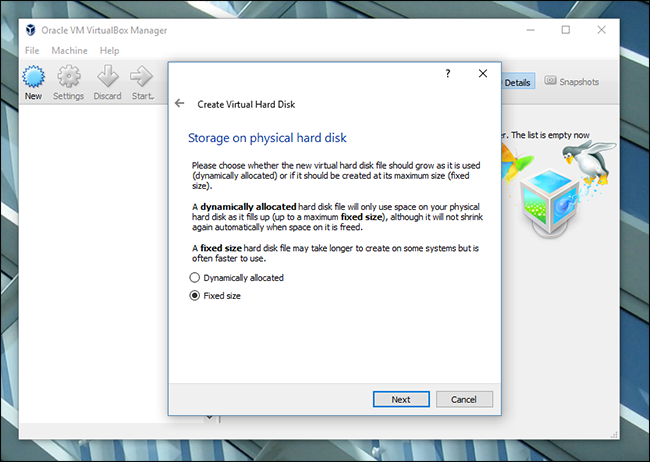 Oracle VM VirtualBox Manager
File Machine Help
New Settings Discard Start..
Details Snapshots
r. The list is empty now
?
Create Virtual Hard Disk
Storage on physical hard disk
Please choose whether the new virtual hard disk file should grow as it is used
(dynamically allocated) or if it should be created at its maximum size (fixed
size).
A dynamically allocated hard disk file will only use space on your physical
hard disk as it fills up (up to a maximum fixed size), although it will not shrink
again automatically when space on it is freed.
A fixed size hard disk file may take longer to create on some systems but is
often faster to use.
Dynamically allocated
Fixed size
Next Cancel